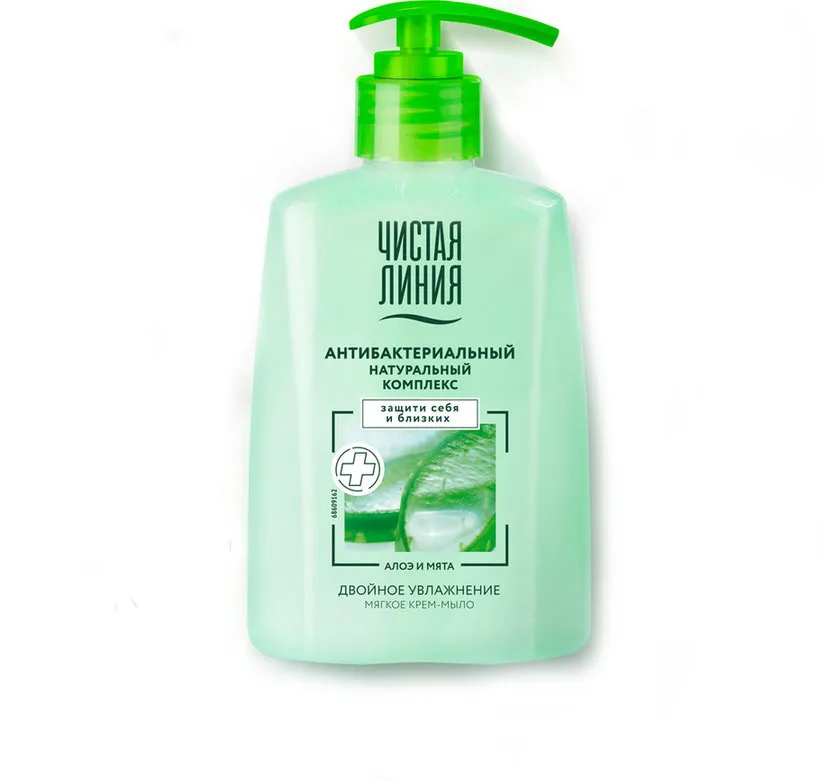 ЧИСТАЯ
ЛИНИЯ
АНТИБАКТЕРИАЛЬНЫЙ
НАТУРАЛЬНЫЙ
КОМПЛЕКС
защити себя
и близких
68609162
АЛОЭ И МЯТА
ДВОЙНОЕ УВЛАЖНЕНИЕ
МЯГКОЕ КРЕМ-МЫЛО